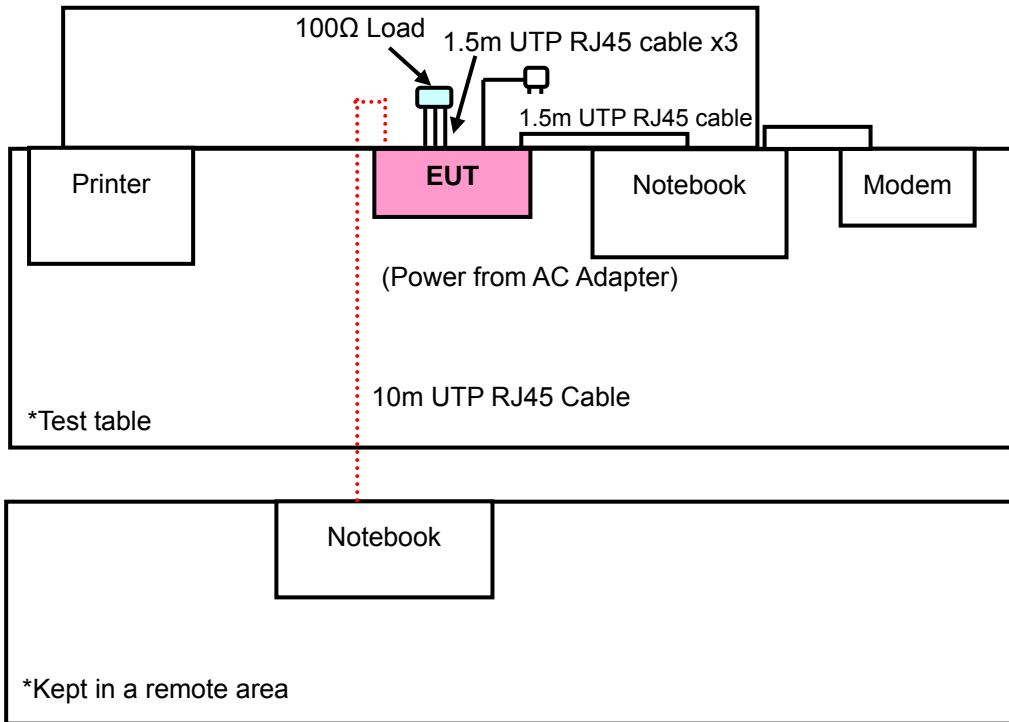 100Ω Load
1.5m UTP RJ45 cable x3
1.5m UTP RJ45 cable
Printer
EUT
Notebook
Modem
(Power from AC Adapter)
10m UTP RJ45 Cable
*Test table
Notebook
*Kept in a remote area